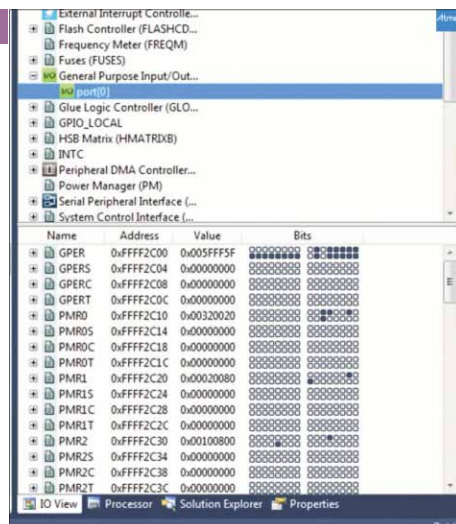 External Interrupt Controlle...
Flash Controller (FLASHCD...
Frequency Meter (FREQM)
Fuses (FUSES)
I/O General Purpose Input/Out...
I/O port[0]
Glue Logic Controller (GLO...
GPIO_LOCAL
HSB Matrix (HMATRIXB)
INTC
Peripheral DMA Controller...
Power Manager (PM)
Serial Peripheral Interface (...
System Control Interface (...
Atme
Name Address Value Bits
GPER 0xFFFF2C00 0x005FFF5F
GPERS 0xFFFF2C04 0x00000000
GPERC 0xFFFF2C08 0x00000000
GPERT 0xFFFF2C0C 0x00000000
PMR0 0xFFFF2C10 0x00320020
PMR0S 0xFFFF2C14 0x00000000
PMR0C 0xFFFF2C18 0x00000000
PMR0T 0xFFFF2C1C 0x00000000
PMR1 0xFFFF2C20 0x00020080
PMR1S 0xFFFF2C24 0x00000000
PMR1C 0xFFFF2C28 0x00000000
PMR1T 0xFFFF2C2C 0x00000000
PMR2 0xFFFF2C30 0x00100800
PMR2S 0xFFFF2C34 0x00000000
PMR2C 0xFFFF2C38 0x00000000
PMR2T 0xFFFF2C3C 0x00000000
IO View Processor Solution Explorer Properties